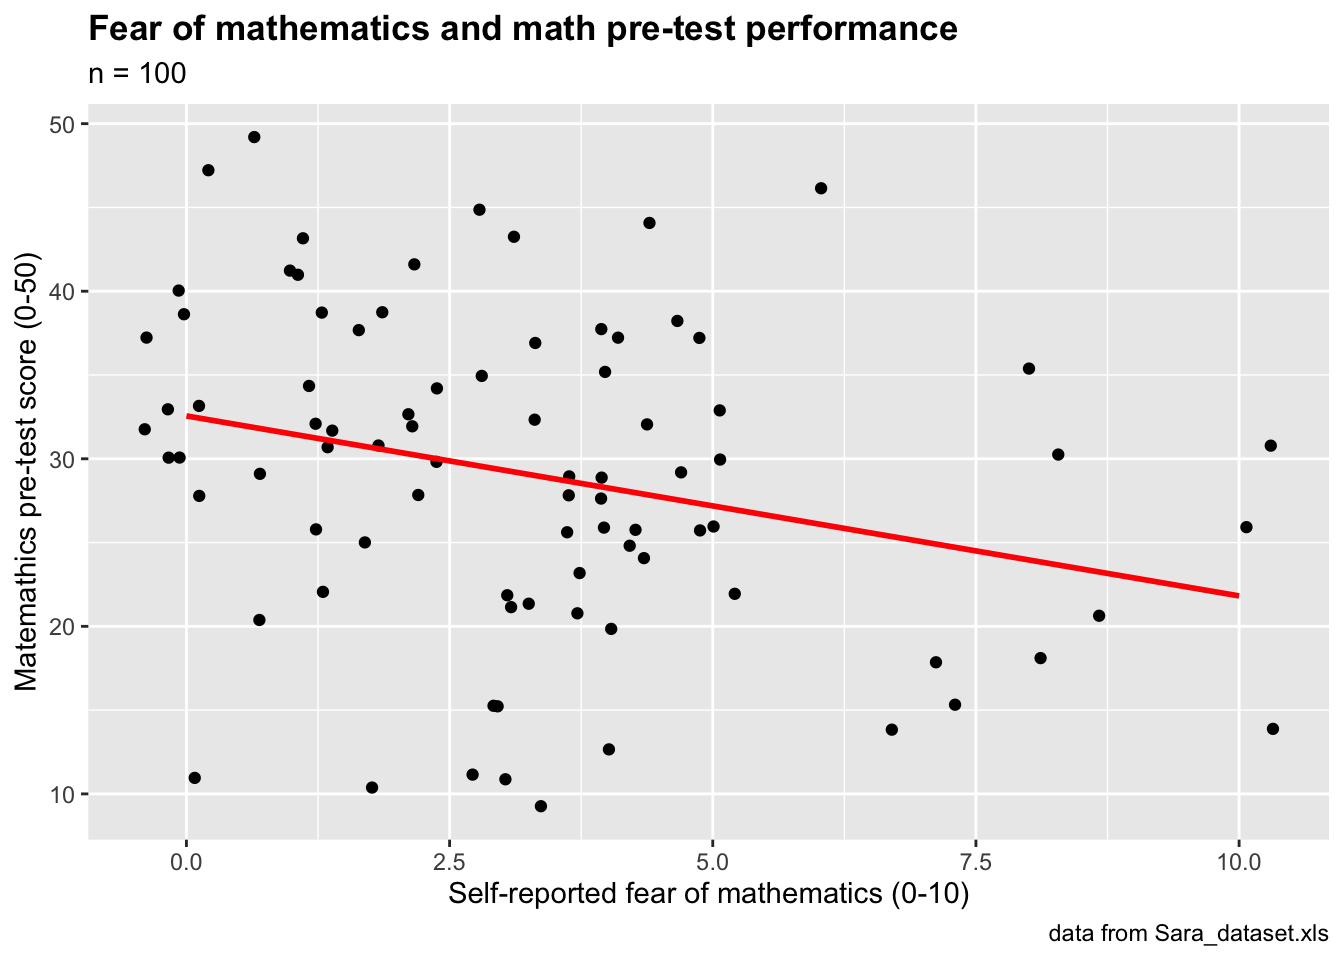 Fear of mathematics and math pre-test performance
n = 100
Matemathics pre-test score (0-50)
50
40
30
20
10
0.0 2.5 5.0 7.5 10.0
Self-reported fear of mathematics (0-10)
data from Sara_dataset.xls